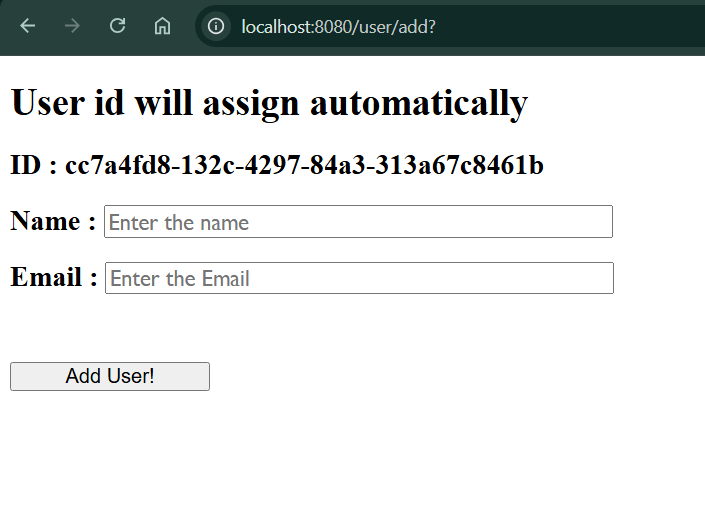 localhost:8080/user/add?
User id will assign automatically
ID : cc7a4fd8-132c-4297-84a3-313a67c8461b
Name : Enter the name
Email : Enter the Email
Add User!